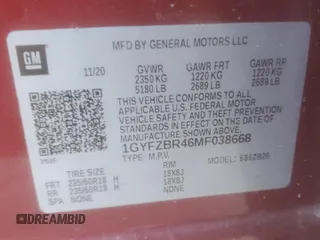 GM
MFD BY GENERAL MOTORS LLC
11/20
GVWR GAWR FRT GAWR RR
2350 KG 1220 KG 1220 KG
5180 LB 2689 LB 2689 LB
THIS VEHICLE CONFORMS TO ALL
APPLICABLE U.S. FEDERAL MOTOR
VEHICLE SAFETY AND THEFT PREVENTION
STANDARDS IN EFFECT ON THE DATE OF
MANUFACTURE SHOWN ABOVE.
1GYFZBR46MF038668
TYPE: M.P.V.
TIRE SIZE RIM
FRT 235/60R18 H 18X8J
RR 235/60R18 H 18X8J
SPA NONE NONE
DREAMBID